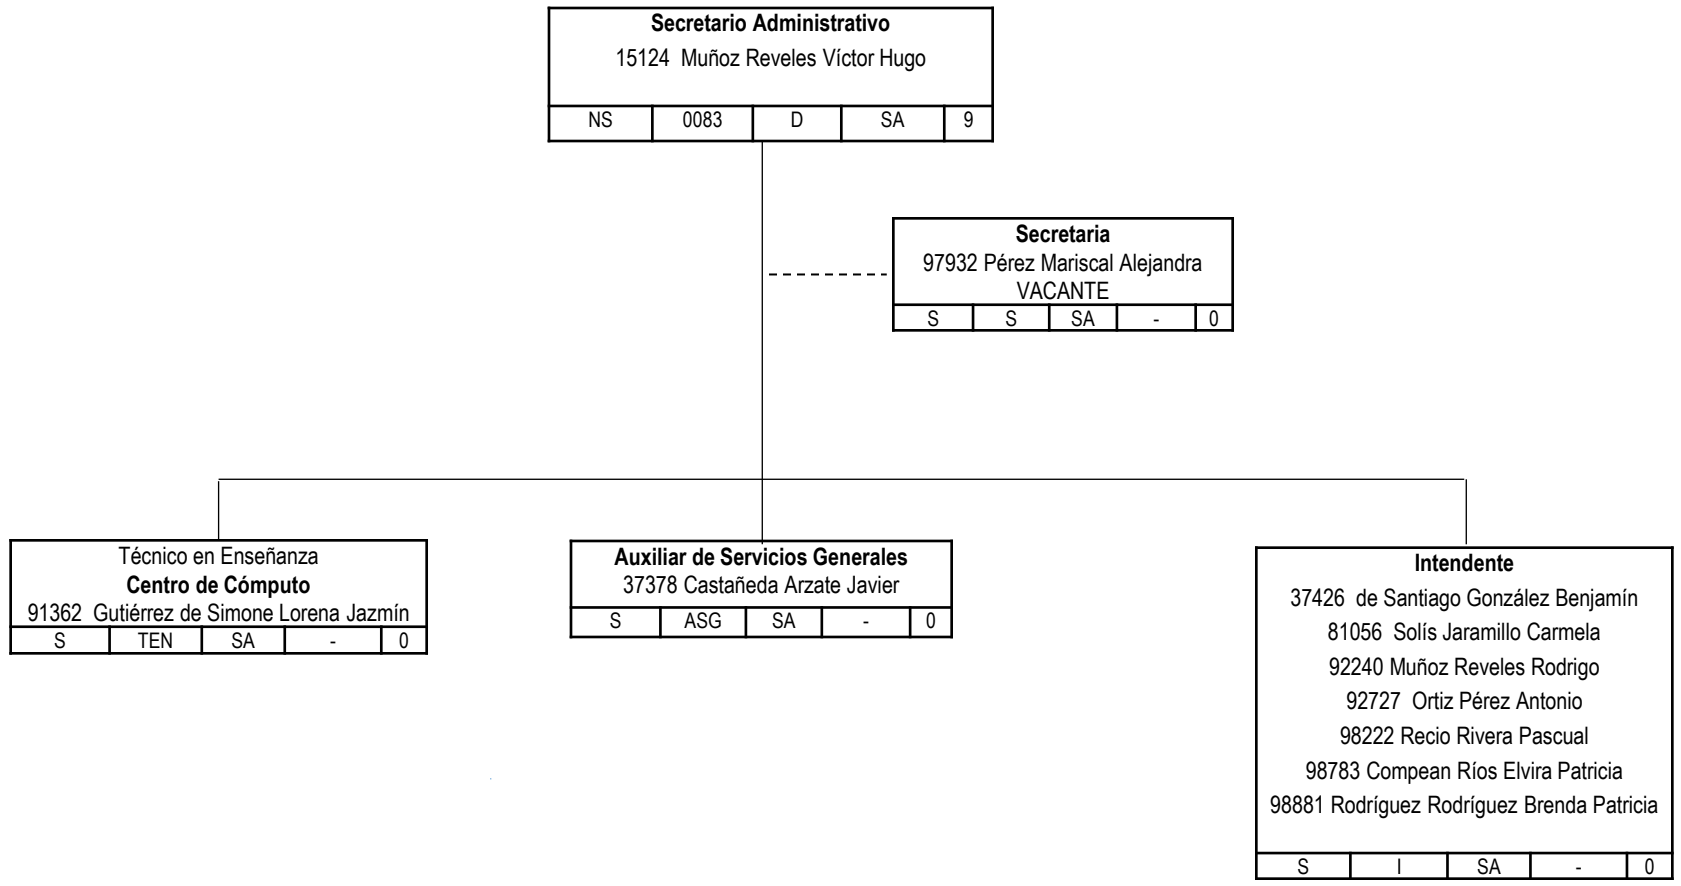 Secretario Administrativo
15124  Muñoz Reveles Víctor Hugo
NS 0083 D SA 9
Secretaria
97932 Pérez Mariscal Alejandra
VACANTE
S S SA - 0
Técnico en Enseñanza
Centro de Cómputo
91362  Gutiérrez de Simone Lorena Jazmín
S TEN SA - 0
Auxiliar de Servicios Generales
37378 Castañeda Arzate Javier
S ASG SA - 0
Intendente
37426  de Santiago González Benjamín
81056  Solís Jaramillo Carmela
92240 Muñoz Reveles Rodrigo
92727  Ortiz Pérez Antonio
98222 Recio Rivera Pascual
98783 Compean Ríos Elvira Patricia
98881 Rodríguez Rodríguez Brenda Patricia
S I SA - 0